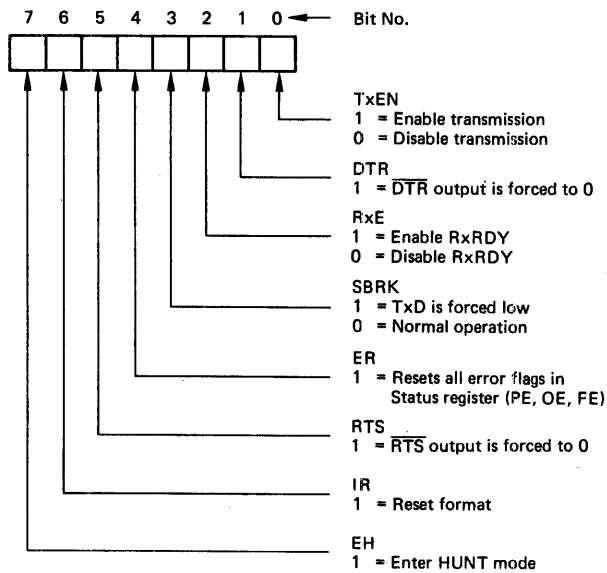 7 6 5 4 3 2 1 0 Bit No.
TxEN
1 = Enable transmission
0 = Disable transmission
DTR
1 = DTR output is forced to 0
RxE
1 = Enable RxRDY
0 = Disable RxRDY
SBRK
1 = TxD is forced low
0 = Normal operation
ER
1 = Resets all error flags in
Status register (PE, OE, FE)
RTS
1 = RTS output is forced to 0
IR
1 = Reset format
EH
1 = Enter HUNT mode